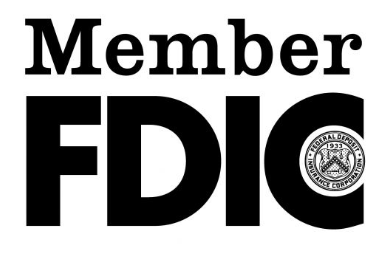 Member
FDIC
FEDERAL DEPOSIT
INSURANCE CORPORATION
1933